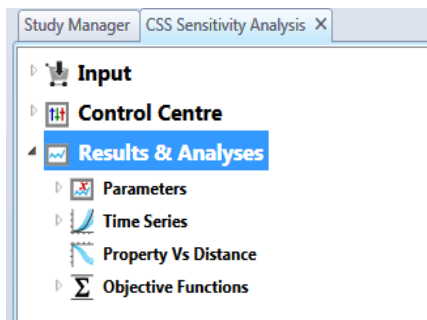 Study Manager CSS Sensitivity Analysis
Input
Control Centre
Results & Analyses
Parameters
Time Series
Property Vs Distance
Objective Functions